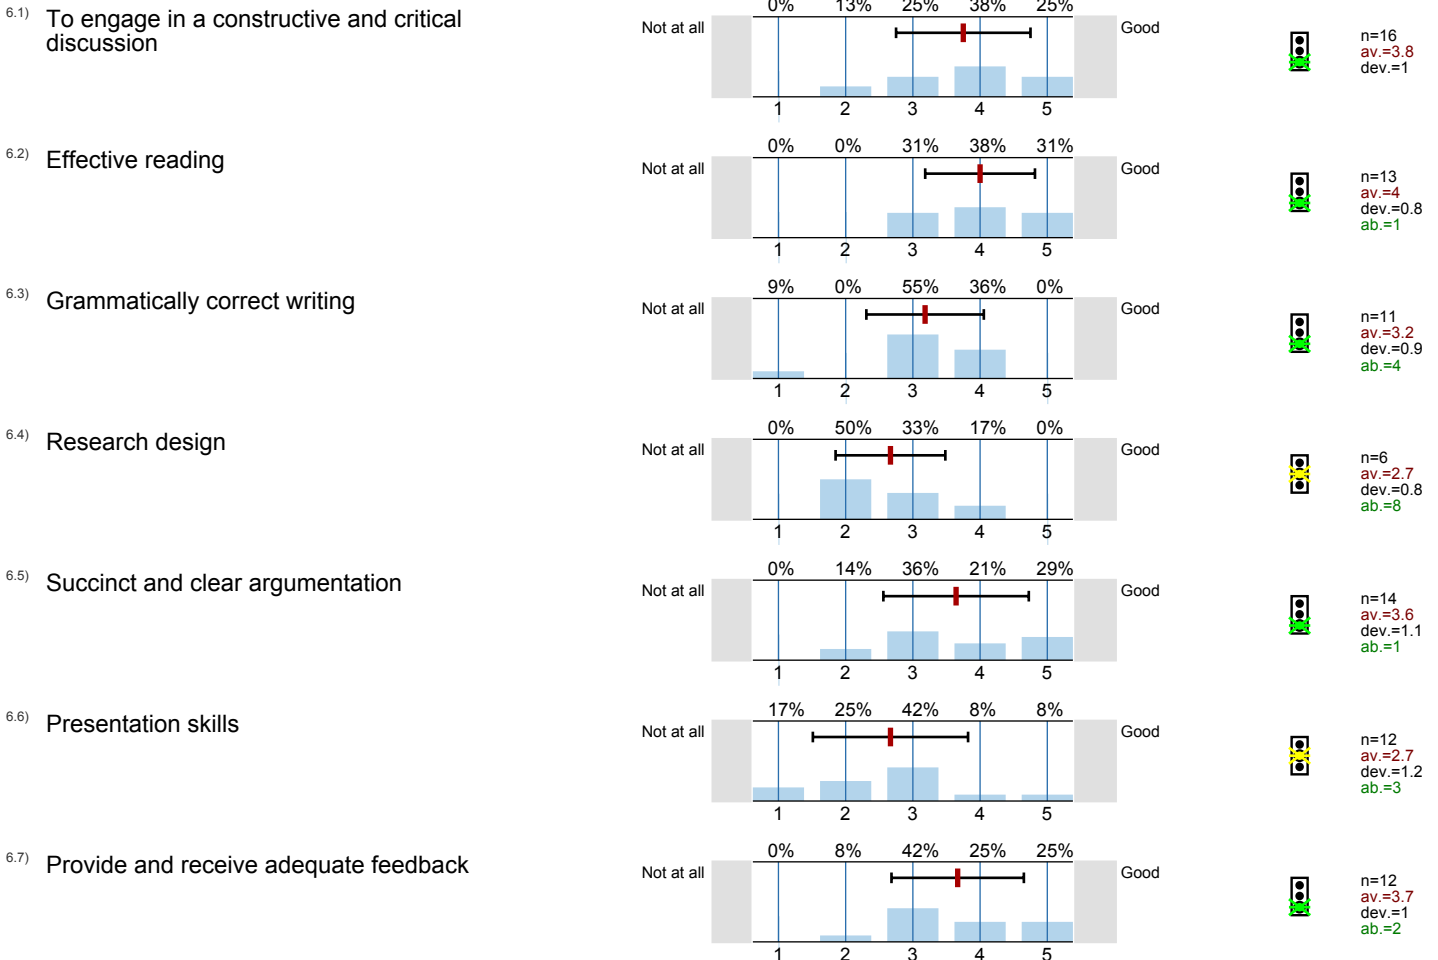 0% 13% 25% 38% 25%
6.1) To engage in a constructive and critical
discussion
Not at all Good
n=16
av.=3.8
dev.=1
1 2 3 4 5
0% 0% 31% 38% 31%
6.2) Effective reading
Not at all Good
n=13
av.=4
dev.=0.8
ab.=1
1 2 3 4 5
9% 0% 55% 36% 0%
6.3) Grammatically correct writing
Not at all Good
n=11
av.=3.2
dev.=0.9
ab.=4
1 2 3 4 5
0% 50% 33% 17% 0%
6.4) Research design
Not at all Good
n=6
av.=2.7
dev.=0.8
ab.=8
1 2 3 4 5
0% 14% 36% 21% 29%
6.5) Succinct and clear argumentation
Not at all Good
n=14
av.=3.6
dev.=1.1
ab.=1
1 2 3 4 5
17% 25% 42% 8% 8%
6.6) Presentation skills
Not at all Good
n=12
av.=2.7
dev.=1.2
ab.=3
1 2 3 4 5
0% 8% 42% 25% 25%
6.7) Provide and receive adequate feedback
Not at all Good
n=12
av.=3.7
dev.=1
ab.=2
1 2 3 4 5